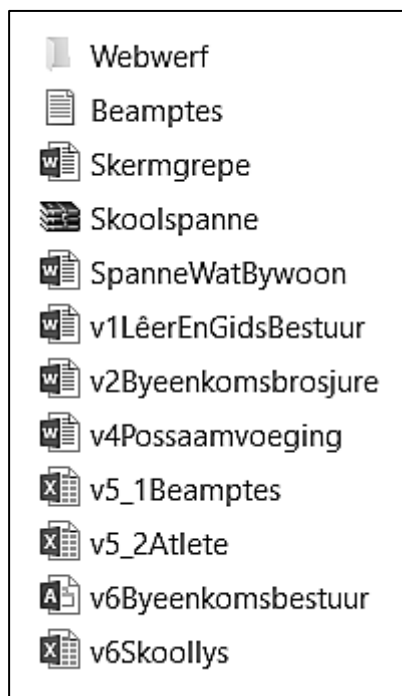 Webwerf
Beamptes
Skermgrepe
Skoolspanne
SpanneWatBywoon
v1LêerEnGidsBestuur
v2Byeenkomsbrosjure
v4Possaamvoeging
v5_1Beamptes
v5_2Atlete
v6Byeenkomsbestuur
v6Skoollys